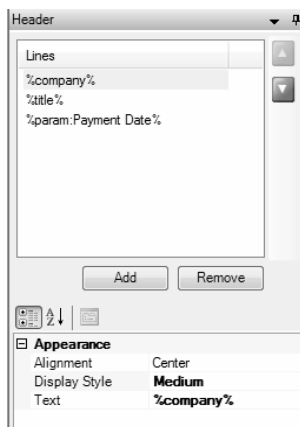 Header
Lines
%company%
%title%
%param:Payment Date%
Add Remove
Appearance
Alignment Center
Display Style Medium
Text %company%